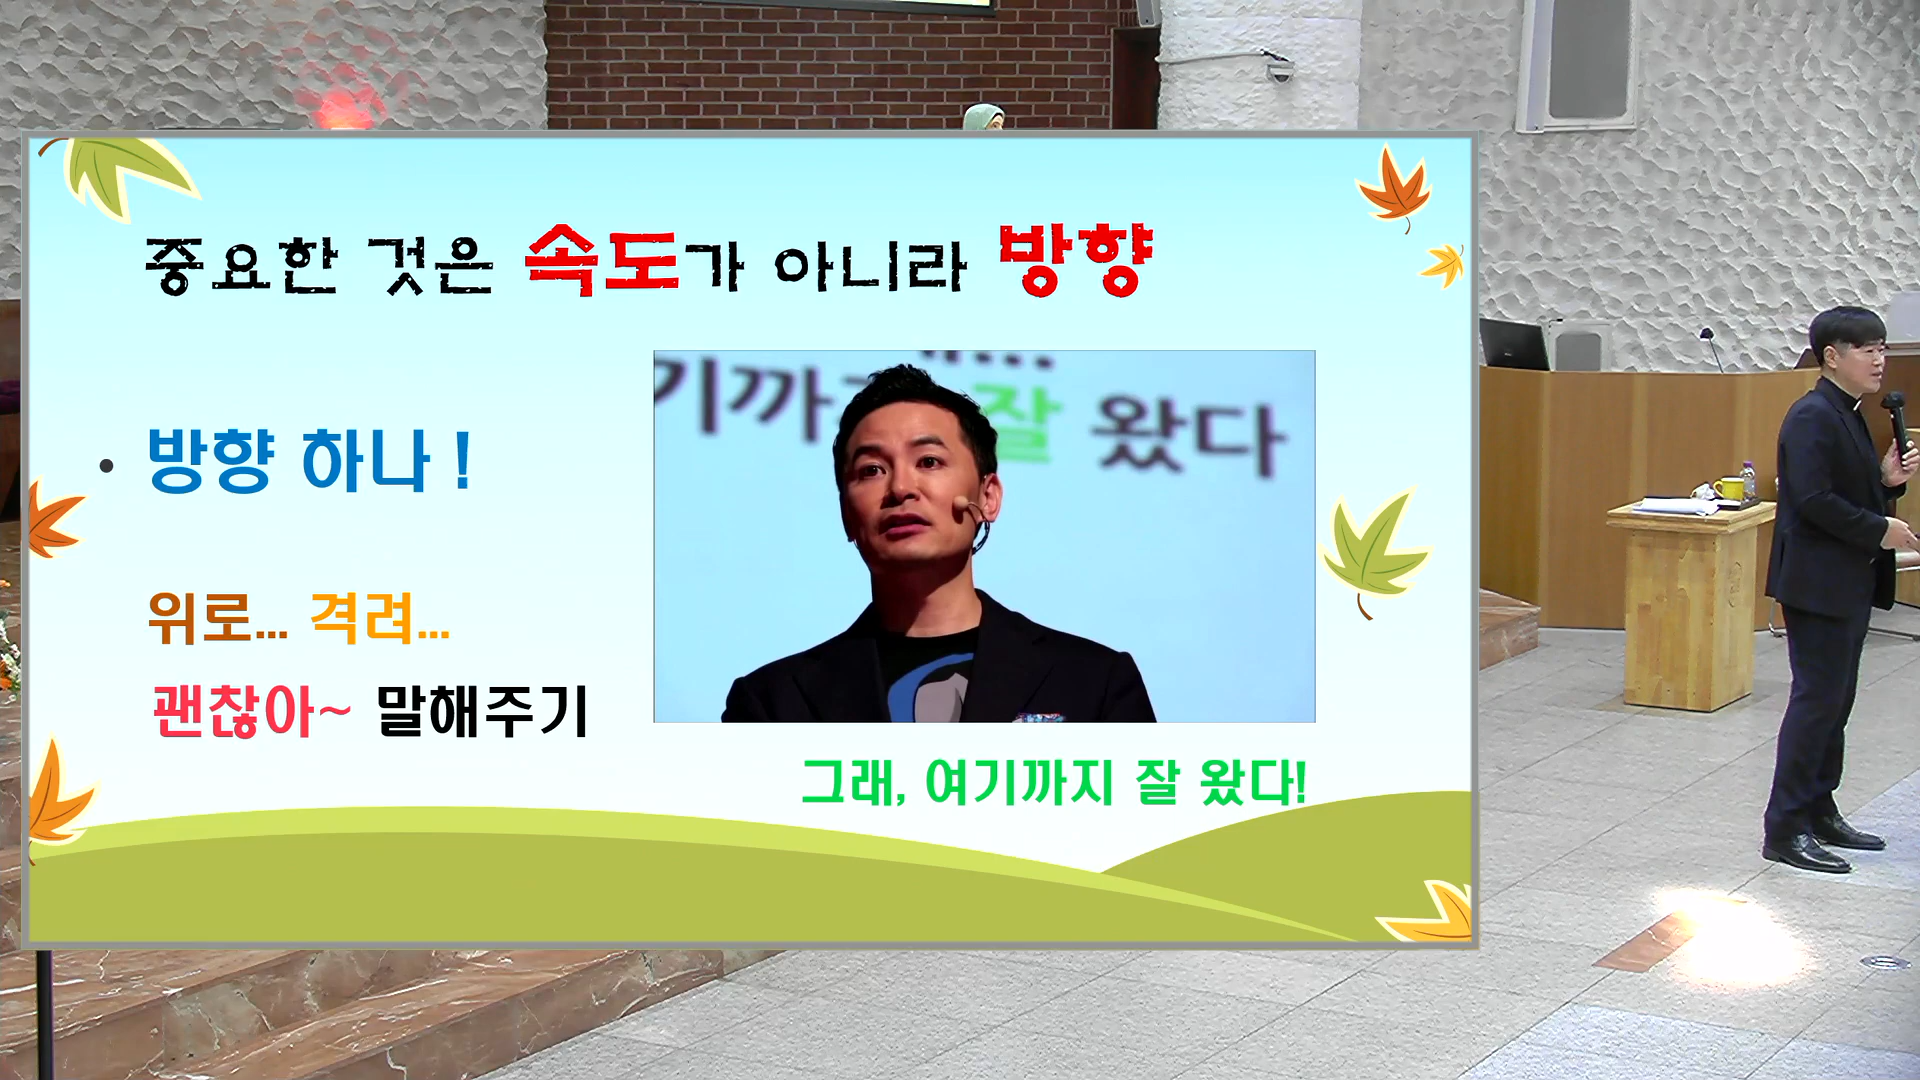 중요한 것은 속도가 아니라 방향
• 방향 하나 !
위로... 격려...
괜찮아~ 말해주기
기까지 잘 왔다
그래, 여기까지 잘 왔다!